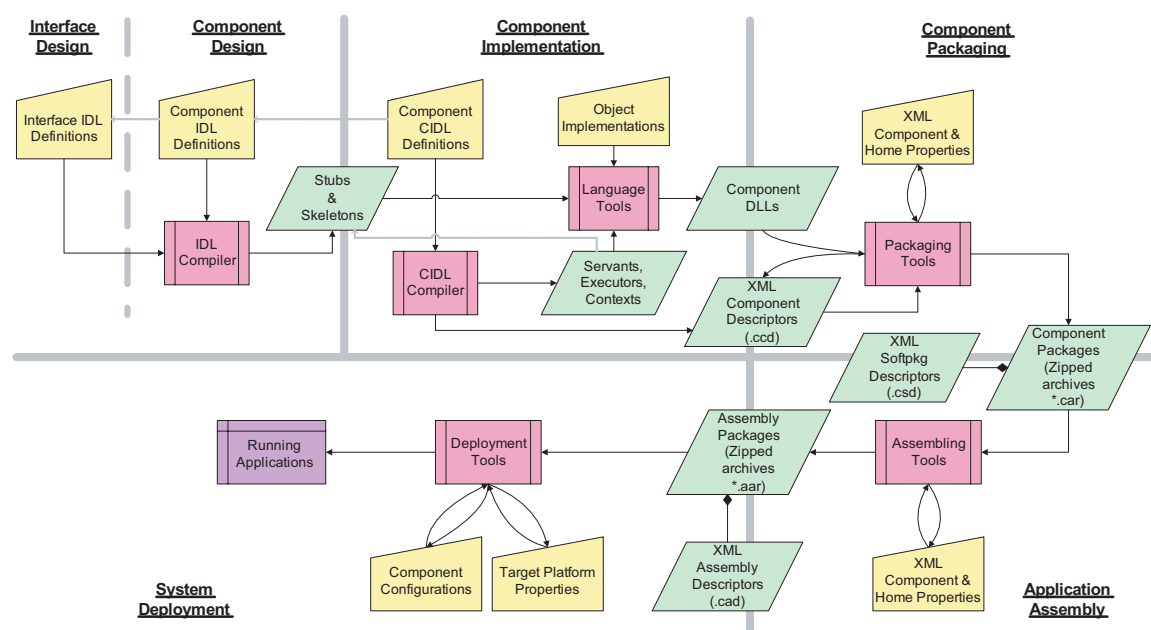 Interface
Design
Component
Design
Component
Implementation
Component
Packaging
Interface IDL
Definitions
Component
IDL
Definitions
Component
CIDL
Definitions
Object
Implementations
XML
Component &
Home Properties
Stubs
&
Skeletons
Language
Tools
Component
DLLs
IDL
Compiler
CIDL
Compiler
Servants,
Executors,
Contexts
XML
Component
Descriptors
(.ccd)
Packaging
Tools
XML
Softpkg
Descriptors
(.csd)
Component
Packages
(Zipped
archives
*.car)
Running
Applications
Deployment
Tools
Assembly
Packages
(Zipped
archives
*.aar)
Assembling
Tools
Component
Configurations
Target Platform
Properties
XML
Assembly
Descriptors
(.cad)
XML
Component &
Home Properties
System
Deployment
Application
Assembly